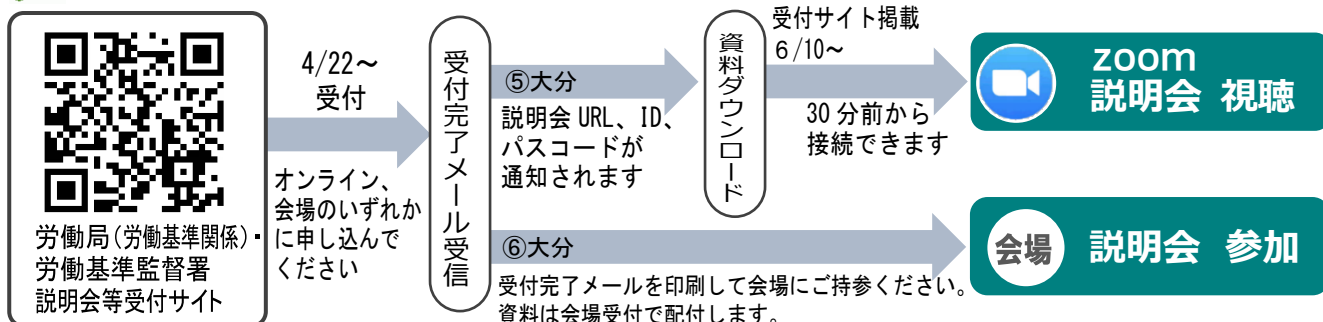 労働局(労働基準関係)・
労働基準監督署
説明会等受付サイト
4/22～
受付
オンライン、
会場のいずれか
に申し込んで
ください
受付完了メール受信
⑤大分
説明会 URL、ID、
パスコードが
通知されます
資料ダウンロード
受付サイト掲載
6/10～
30分前から
接続できます
zoom
説明会 視聴
⑥大分
受付完了メールを印刷して会場にご持参ください。
資料は会場受付で配付します。
会場
説明会 参加